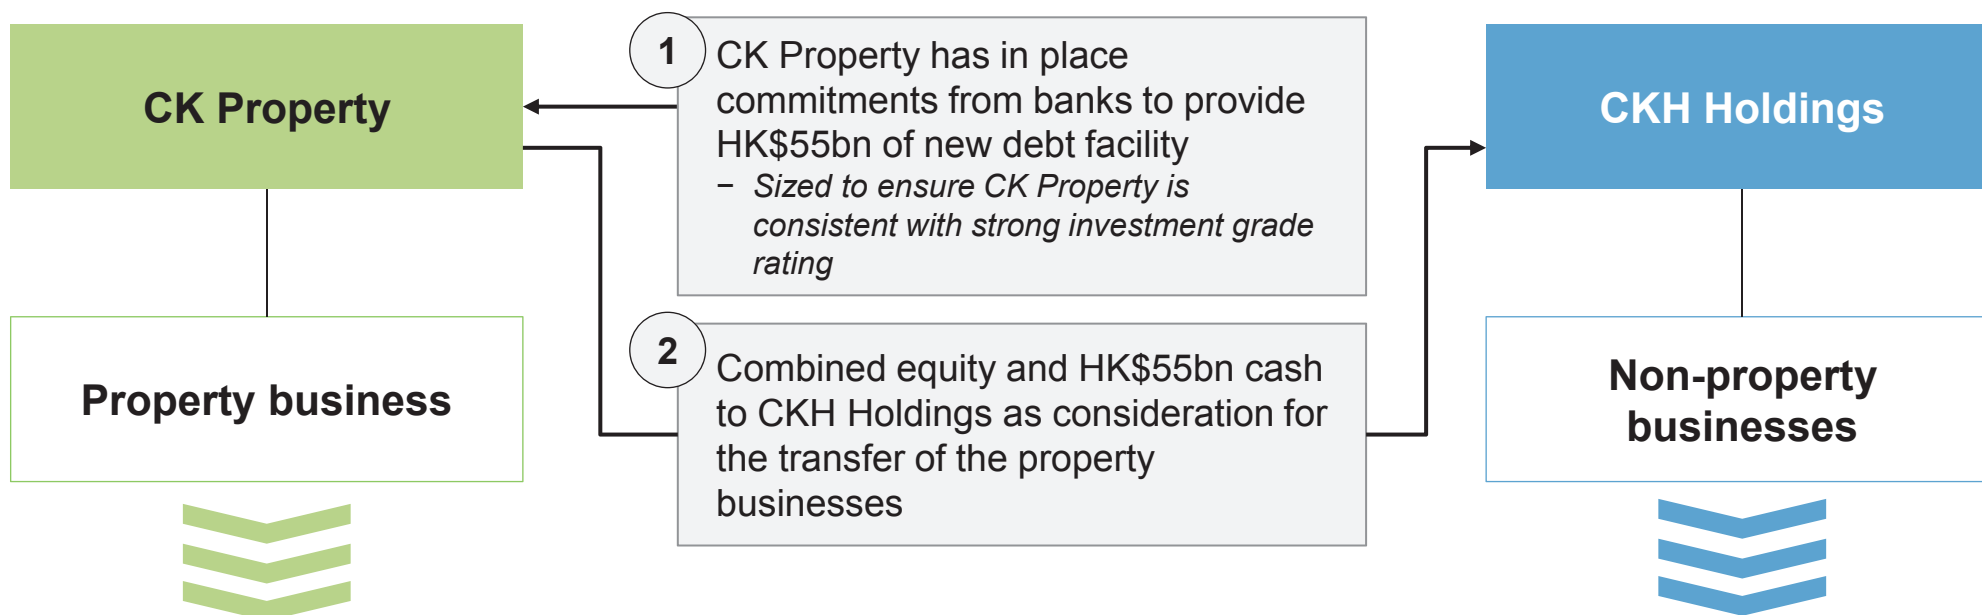 CK Property
1
CK Property has in place
commitments from banks to provide
HK$55bn of new debt facility
− Sized to ensure CK Property is
consistent with strong investment grade
rating
CKH Holdings
Property business
2
Combined equity and HK$55bn cash
to CKH Holdings as consideration for
the transfer of the property
businesses
Non-property
businesses